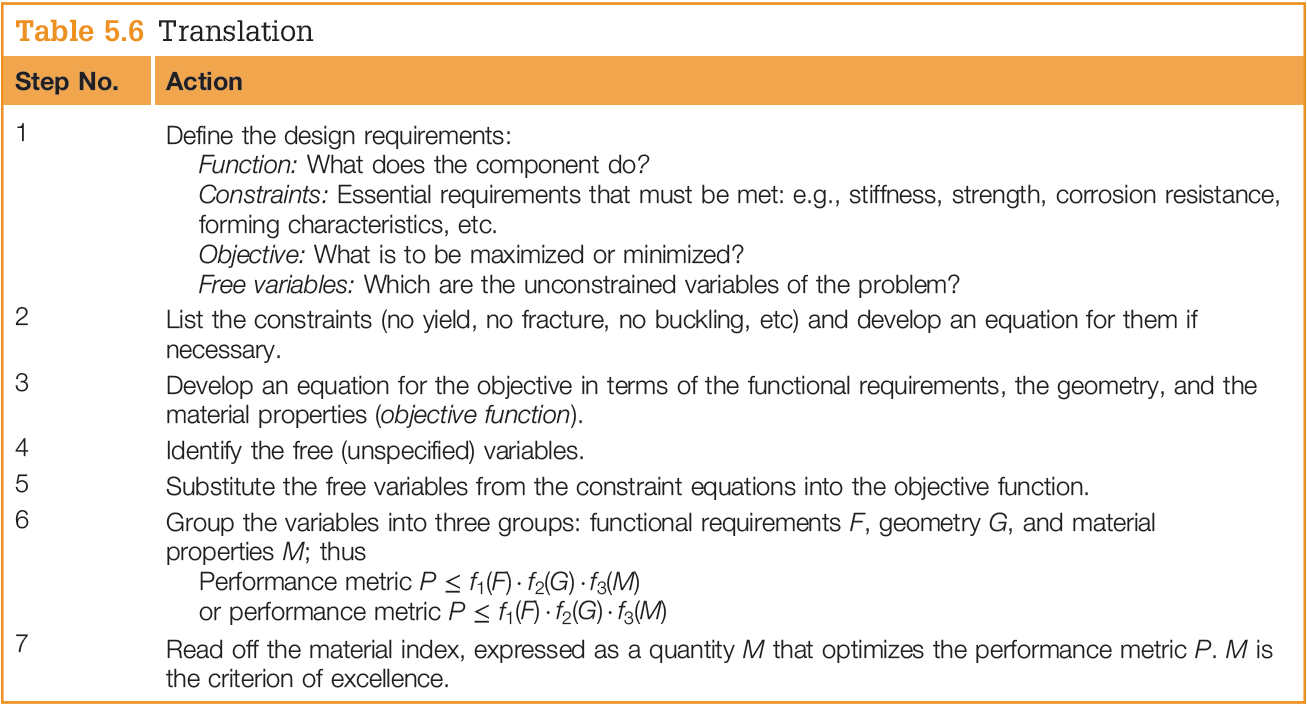 Table 5.6 Translation
Step No. Action
1 Define the design requirements:
Function: What does the component do?
Constraints: Essential requirements that must be met: e.g., stiffness, strength, corrosion resistance,
forming characteristics, etc.
Objective: What is to be maximized or minimized?
Free variables: Which are the unconstrained variables of the problem?
2 List the constraints (no yield, no fracture, no buckling, etc) and develop an equation for them if
necessary.
3 Develop an equation for the objective in terms of the functional requirements, the geometry, and the
material properties (objective function).
4 Identify the free (unspecified) variables.
5 Substitute the free variables from the constraint equations into the objective function.
6 Group the variables into three groups: functional requirements F, geometry G, and material
properties M; thus
Performance metric P ≤ f₁(F) · f₂(G) · f₃(M)
or performance metric P ≤ f₁(F) · f₂(G) · f₃(M)
7 Read off the material index, expressed as a quantity M that optimizes the performance metric P. M is
the criterion of excellence.